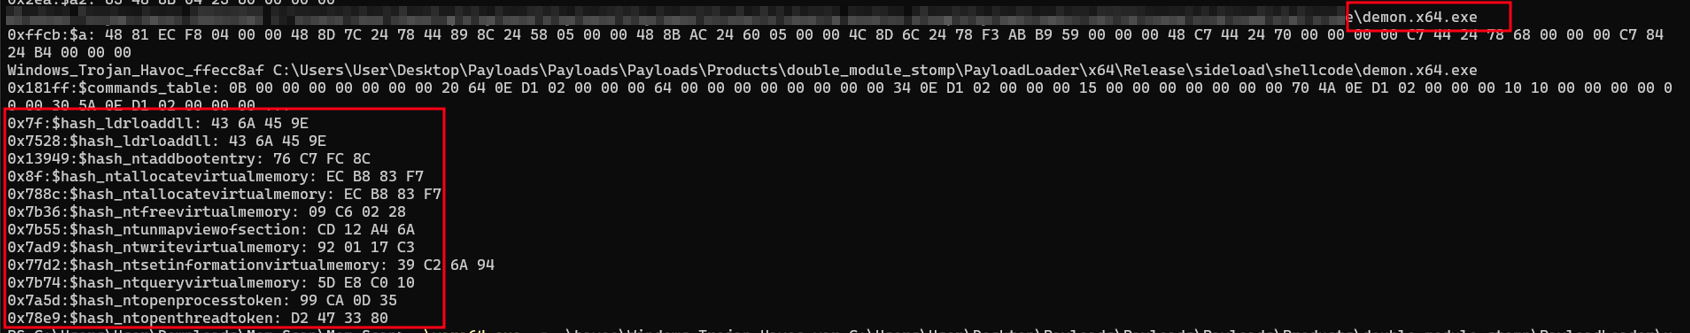 e\demon.x64.exe
0xffcb:$a: 48 81 EC F8 04 00 00 48 8D 7C 24 78 44 89 8C 24 58 05 00 00 48 8B AC 24 60 05 00 00 4C 8D 6C 24 78 F3 AB B9 59 00 00 00 48 C7 44 24 70 00 00 00 00 C7 44 24 78 68 00 00 00 C7 84
24 B4 00 00 00
Windows_Trojan_Havoc_ffecc8af C:\Users\User\Desktop\Payloads\Payloads\Payloads\Products\double_module_stomp\PayloadLoader\x64\Release\sideload\shellcode\demon.x64.exe
0x181ff:$commands_table: 0B 00 00 00 00 00 00 00 20 64 0E D1 02 00 00 00 64 00 00 00 00 00 00 00 34 0E D1 02 00 00 00 15 00 00 00 00 00 00 00 70 4A 0E D1 02 00 00 00 10 10 00 00 00 00 0
0 00 30 5A 0E D1 02 00 00 00 ...
0x7f:$hash_ldrloaddll: 43 6A 45 9E
0x7528:$hash_ldrloaddll: 43 6A 45 9E
0x13949:$hash_ntaddbootentry: 76 C7 FC 8C
0x8f:$hash_ntallocatevirtualmemory: EC B8 83 F7
0x788c:$hash_ntallocatevirtualmemory: EC B8 83 F7
0x7b36:$hash_ntfreevirtualmemory: 09 C6 02 28
0x7b55:$hash_ntunmapviewofsection: CD 12 A4 6A
0x7ad9:$hash_ntwritevirtualmemory: 92 01 17 C3
0x77d2:$hash_ntsetinformationvirtualmemory: 39 C2 6A 94
0x7b74:$hash_ntqueryvirtualmemory: 5D E8 C0 10
0x7a5d:$hash_ntopenprocesstoken: 99 CA 0D 35
0x78e9:$hash_ntopenthreadtoken: D2 47 33 80